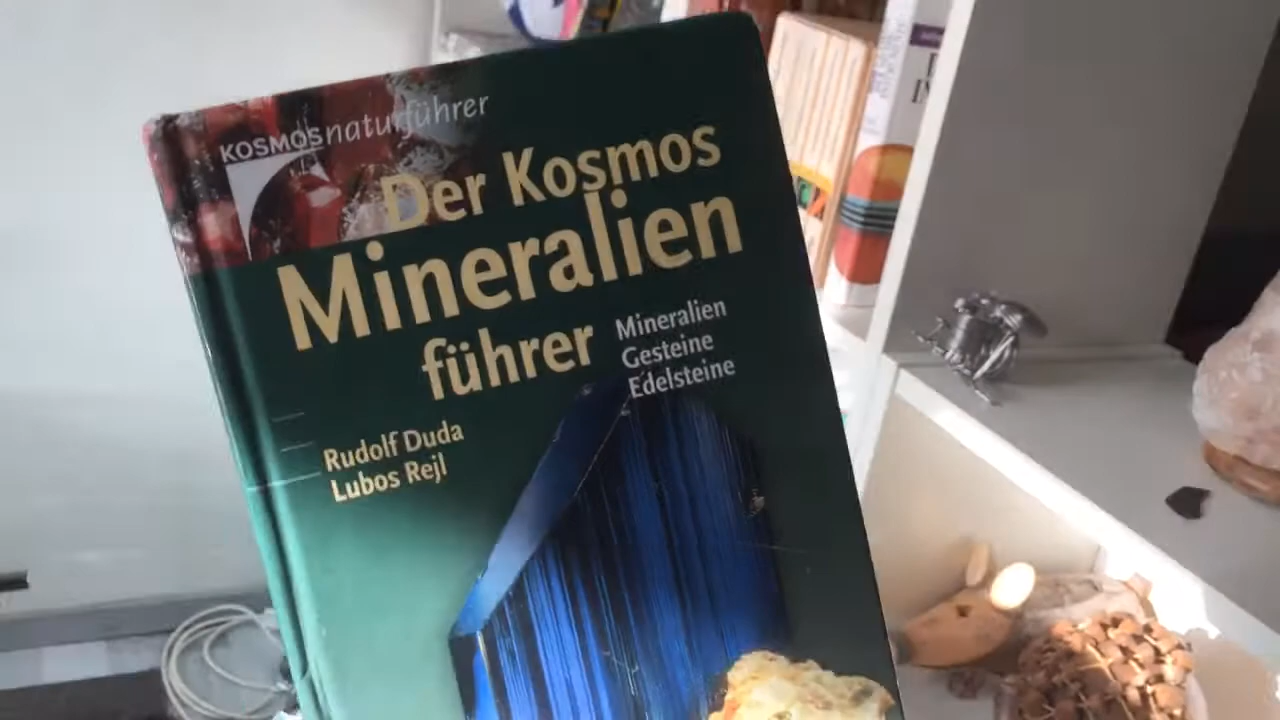 KOSMOSnaturführer
Der Kosmos
Mineralien
führer
Mineralien
Gesteine
Edelsteine
Rudolf Duda
Lubos Rejl